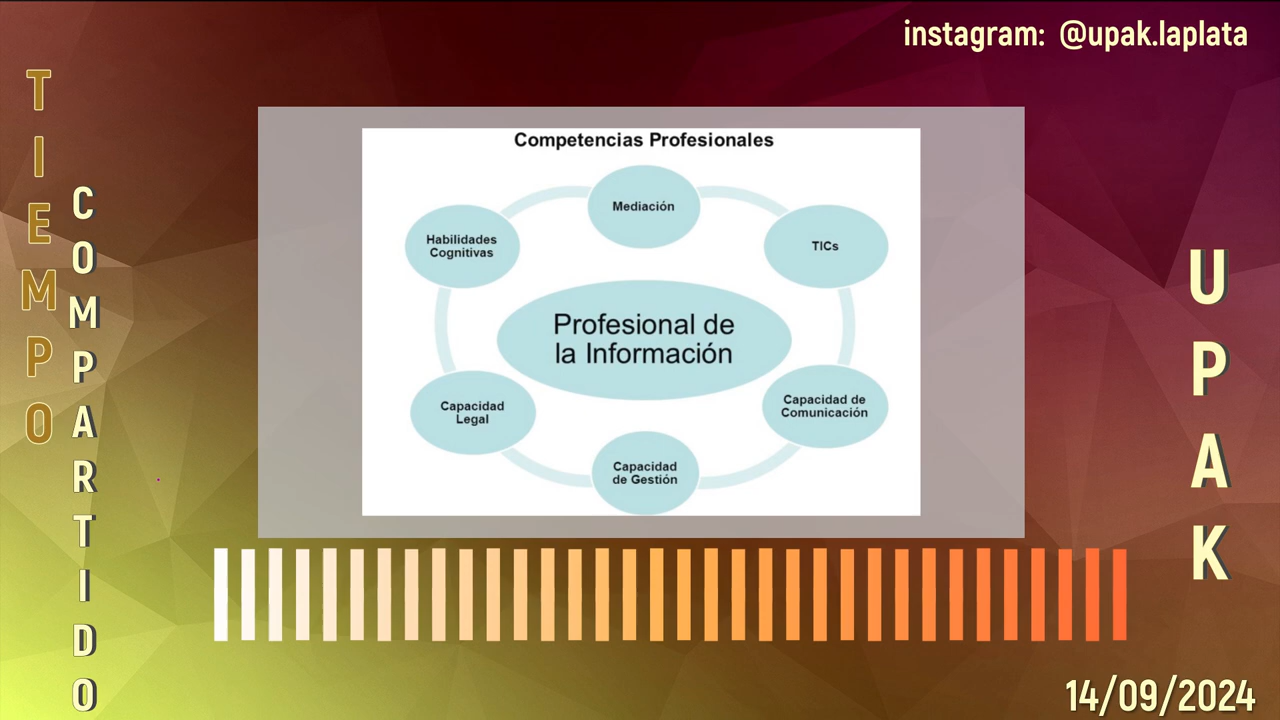 instagram: @upak.laplata
TIEMPO
COMPARTIDO
Competencias Profesionales
Mediación
Habilidades
Cognitivas
TICs
Profesional de
la Información
Capacidad
Legal
Capacidad de
Comunicación
Capacidad
de Gestión
UPAK
14/09/2024